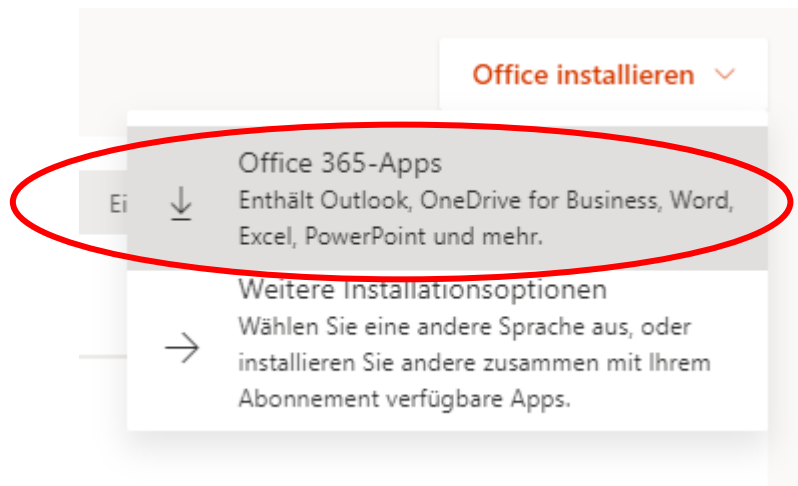 Office installieren
Office 365-Apps
Enthält Outlook, OneDrive for Business, Word,
Excel, PowerPoint und mehr.
Ei
Weitere Installationsoptionen
Wählen Sie eine andere Sprache aus, oder
installieren Sie andere zusammen mit Ihrem
Abonnement verfügbare Apps.